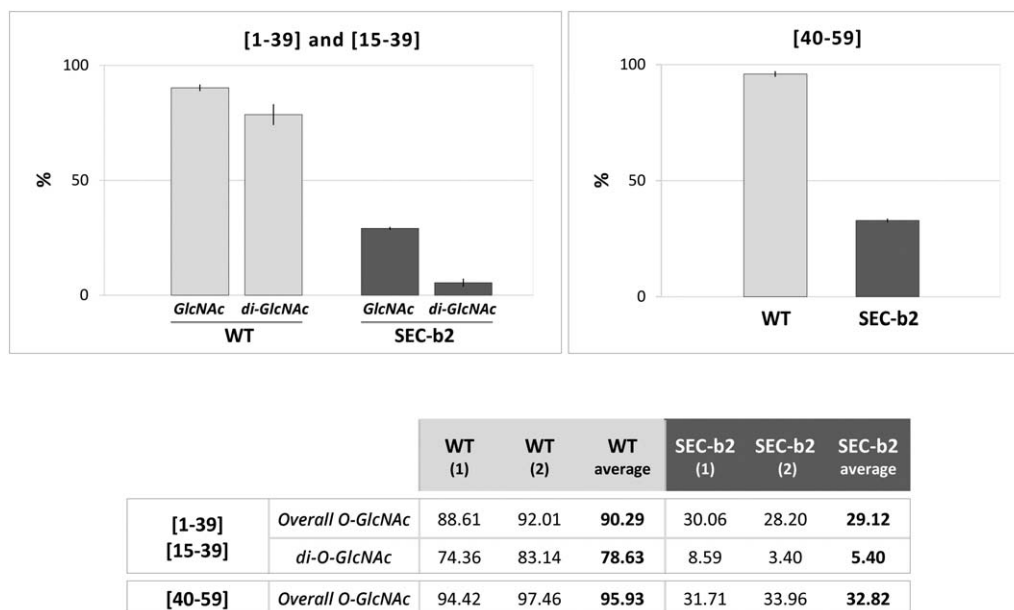 [1-39] and [15-39]
100
50
0
%
GlcNAc di-GlcNAc GlcNAc di-GlcNAc
WT SEC-b2
[40-59]
100
50
0
%
WT SEC-b2
WT (1) WT (2) WT average SEC-b2 (1) SEC-b2 (2) SEC-b2 average
[1-39] [15-39] Overall O-GlcNAc 88.61 92.01 90.29 30.06 28.20 29.12
di-O-GlcNAc 74.36 83.14 78.63 8.59 3.40 5.40
[40-59] Overall O-GlcNAc 94.42 97.46 95.93 31.71 33.96 32.82